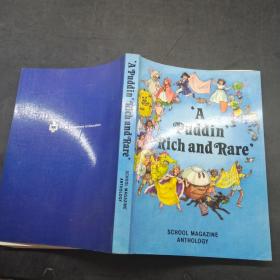 'A
Puddin'
Rich and Rare'
SCHOOL MAGAZINE
ANTHOLOGY
'A Puddin' Rich and Rare'
SCHOOL MAGAZINE
ANTHOLOGY